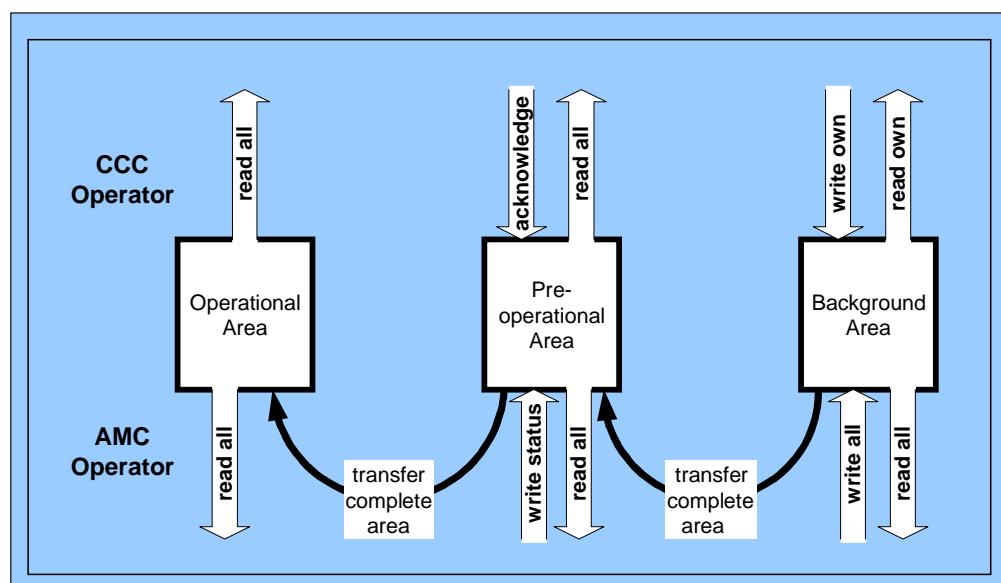 CCC
Operator
read all
acknowledge
read all
write own
read own
Operational
Area
Pre-
operational
Area
Background
Area
AMC
Operator
read all
transfer
complete
area
write status
read all
transfer
complete
area
write all
read all